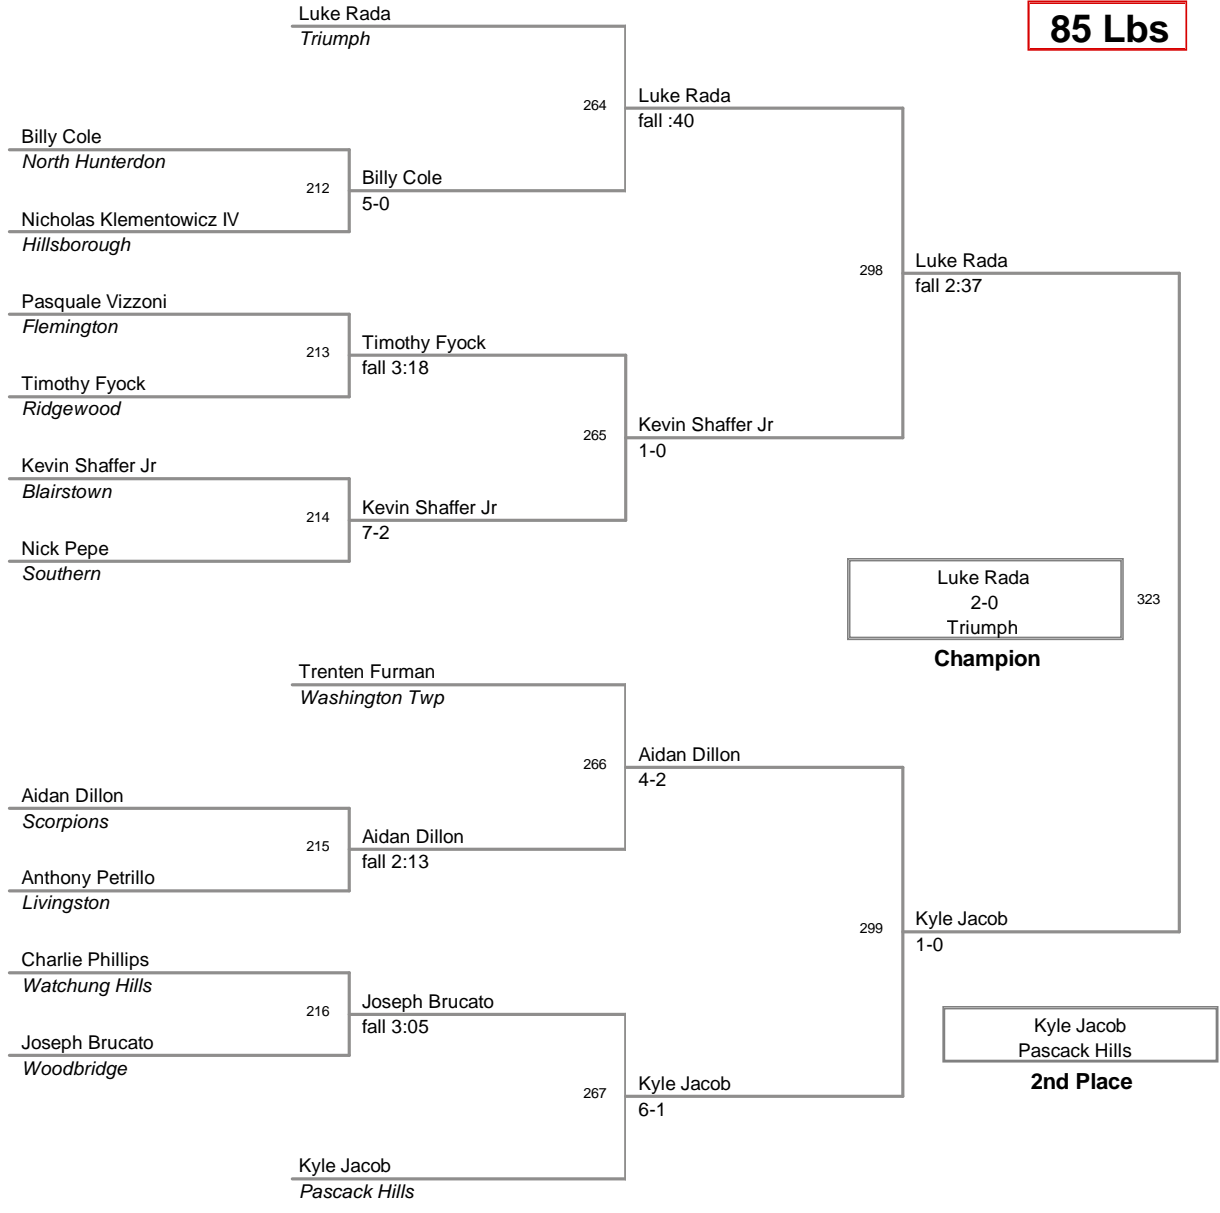 Luke Rada
Triumph
85 Lbs
264
Luke Rada
fall :40
Billy Cole
North Hunterdon
212
Billy Cole
5-0
Nicholas Klementowicz IV
Hillsborough
298
Luke Rada
fall 2:37
Pasquale Vizzoni
Flemington
213
Timothy Fyock
fall 3:18
Timothy Fyock
Ridgewood
265
Kevin Shaffer Jr
1-0
Kevin Shaffer Jr
Blairstown
214
Kevin Shaffer Jr
7-2
Nick Pepe
Southern
Luke Rada
2-0
Triumph
323
Champion
Trenten Furman
Washington Twp
266
Aidan Dillon
4-2
Aidan Dillon
Scorpions
215
Aidan Dillon
fall 2:13
Anthony Petrillo
Livingston
299
Kyle Jacob
1-0
Charlie Phillips
Watchung Hills
216
Joseph Brucato
fall 3:05
Joseph Brucato
Woodbridge
Kyle Jacob
Pascack Hills
2nd Place
267
Kyle Jacob
6-1
Kyle Jacob
Pascack Hills